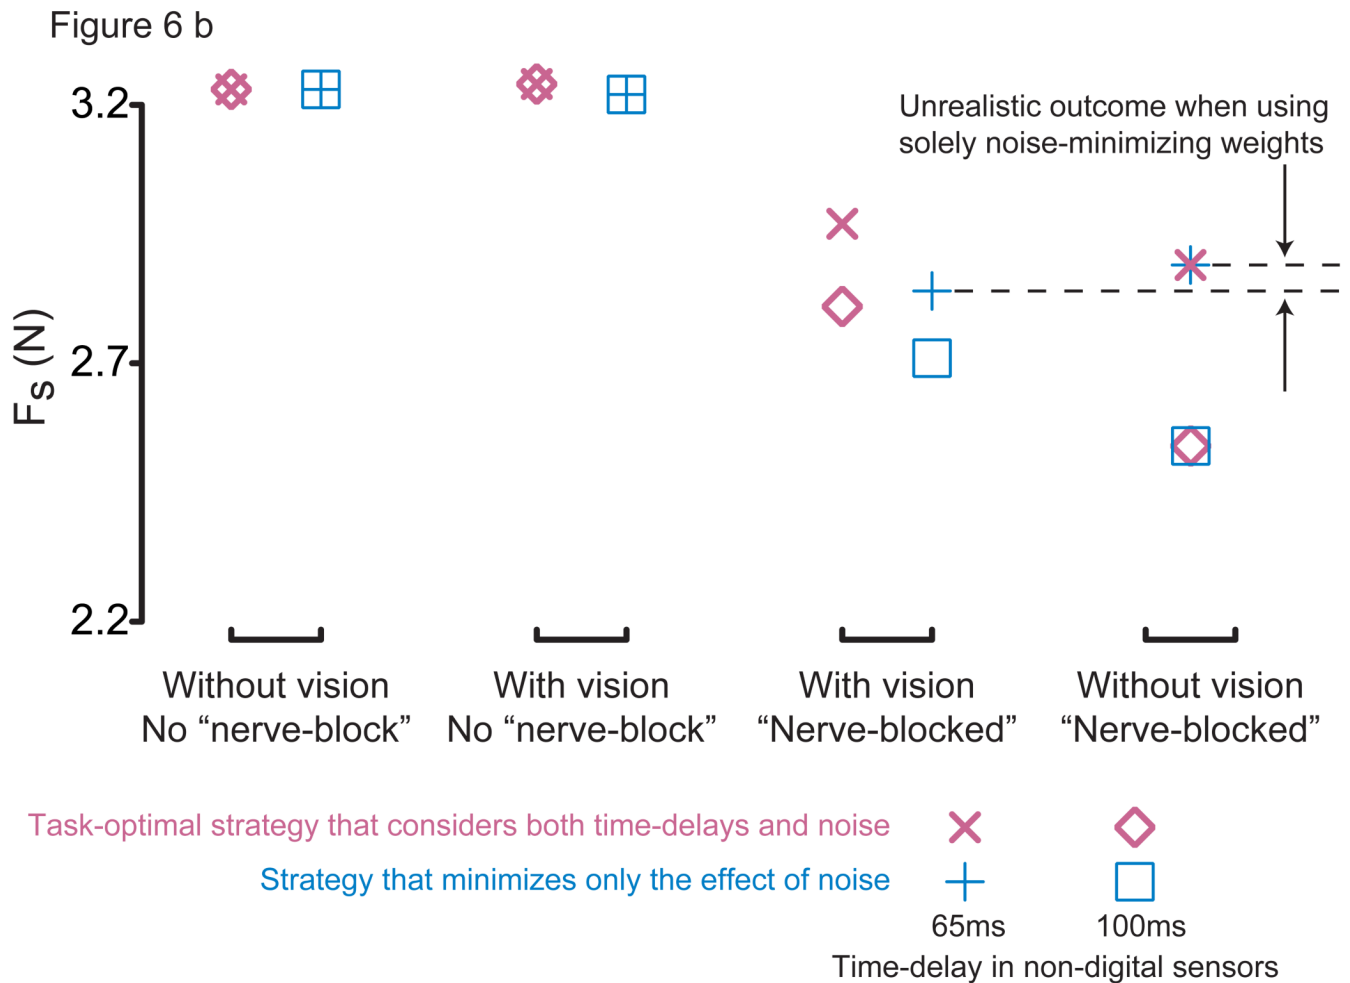 Figure 6 b
Unrealistic outcome when using
solely noise-minimizing weights
3.2
2.7
2.2
Fs (N)
Without vision
No “nerve-block”
With vision
No “nerve-block”
With vision
“Nerve-blocked”
Without vision
“Nerve-blocked”
Task-optimal strategy that considers both time-delays and noise
Strategy that minimizes only the effect of noise
65ms
100ms
Time-delay in non-digital sensors